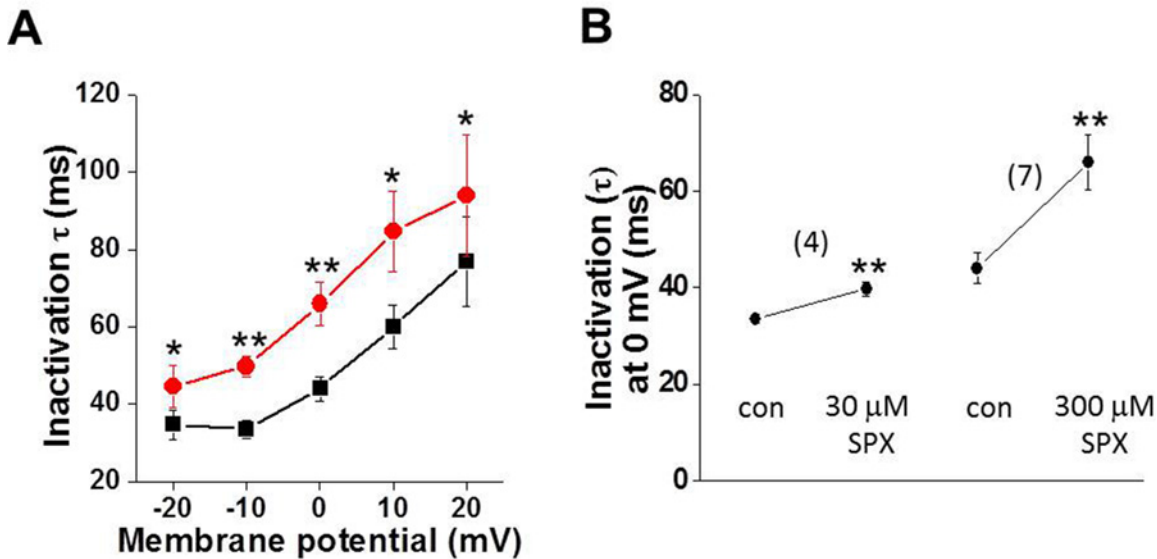 A
Inactivation τ (ms)
120
100
80
60
40
20
*
**
**
*
*
-20
-10
0
10
20
Membrane potential (mV)
B
Inactivation (τ)
at 0 mV (ms)
80
60
40
20
0
(4)
**
(7)
**
con
30 μM
SPX
con
300 μM
SPX